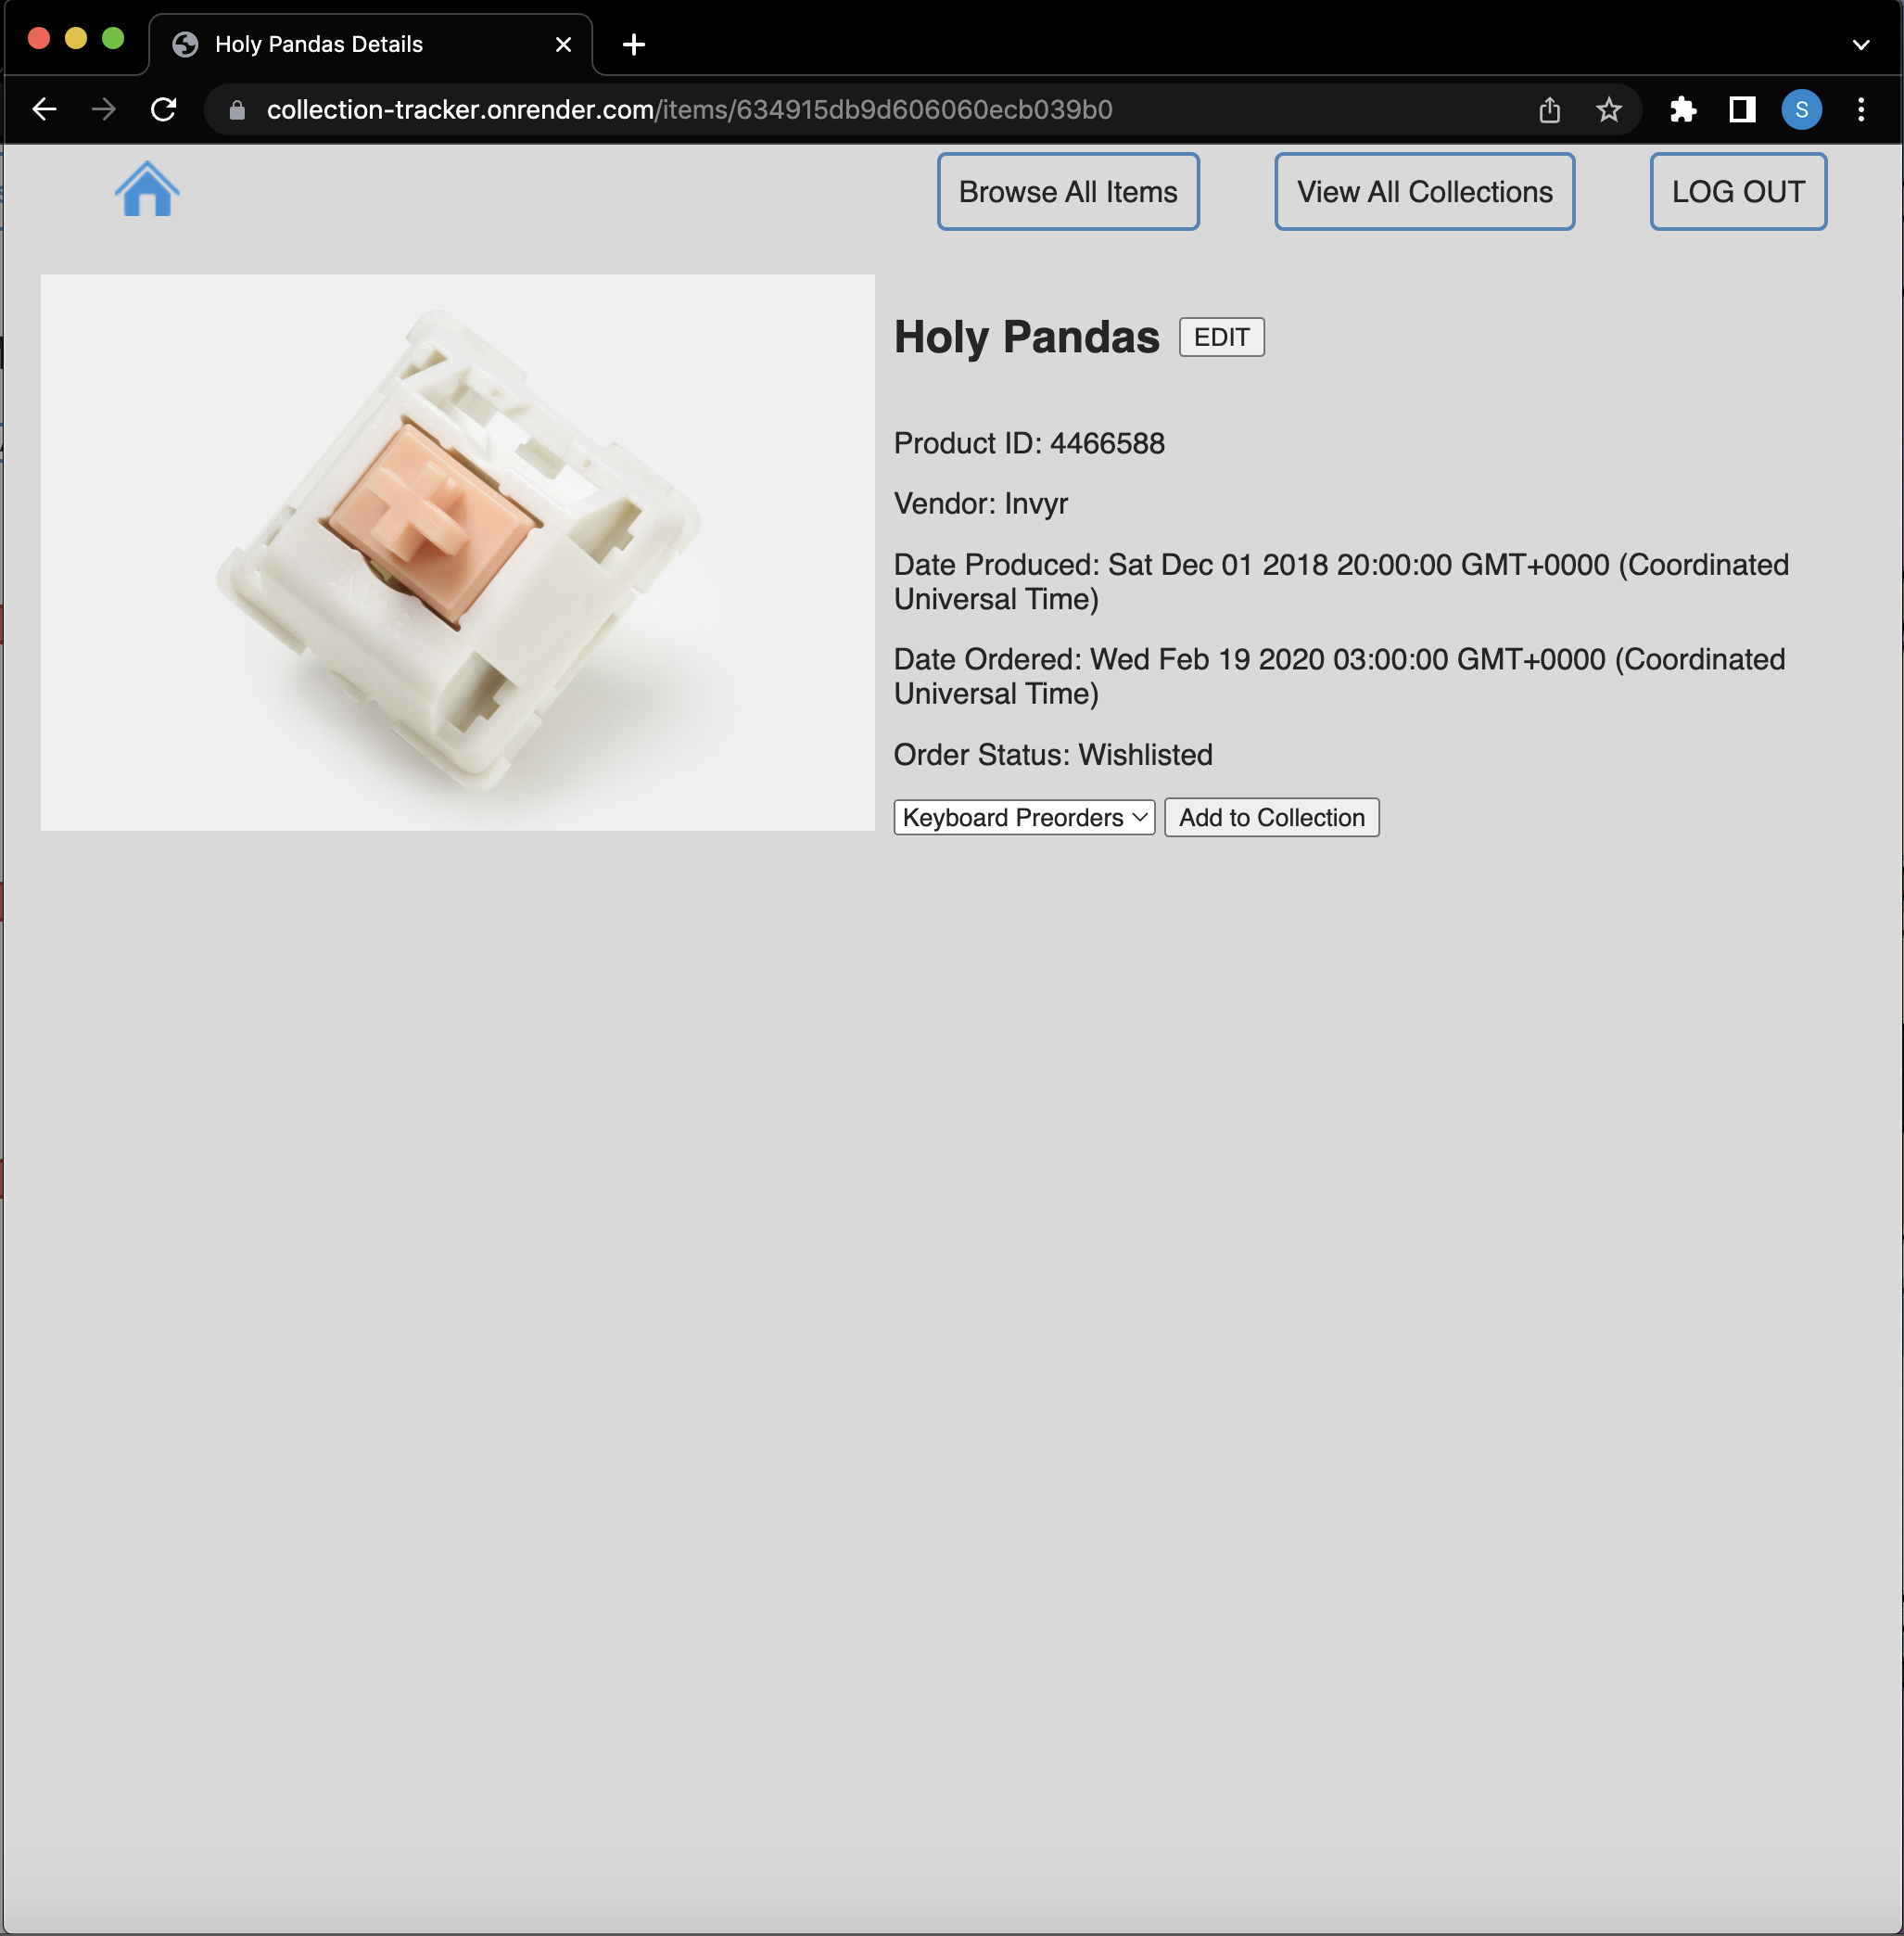 Holy Pandas Details
collection-tracker.onrender.com/items/634915db9d606060ecb039b0
S
Browse All Items
View All Collections
LOG OUT
Holy Pandas
EDIT
Product ID: 4466588
Vendor: Invyr
Date Produced: Sat Dec 01 2018 20:00:00 GMT+0000 (Coordinated
Universal Time)
Date Ordered: Wed Feb 19 2020 03:00:00 GMT+0000 (Coordinated
Universal Time)
Order Status: Wishlisted
Keyboard Preorders
Add to Collection